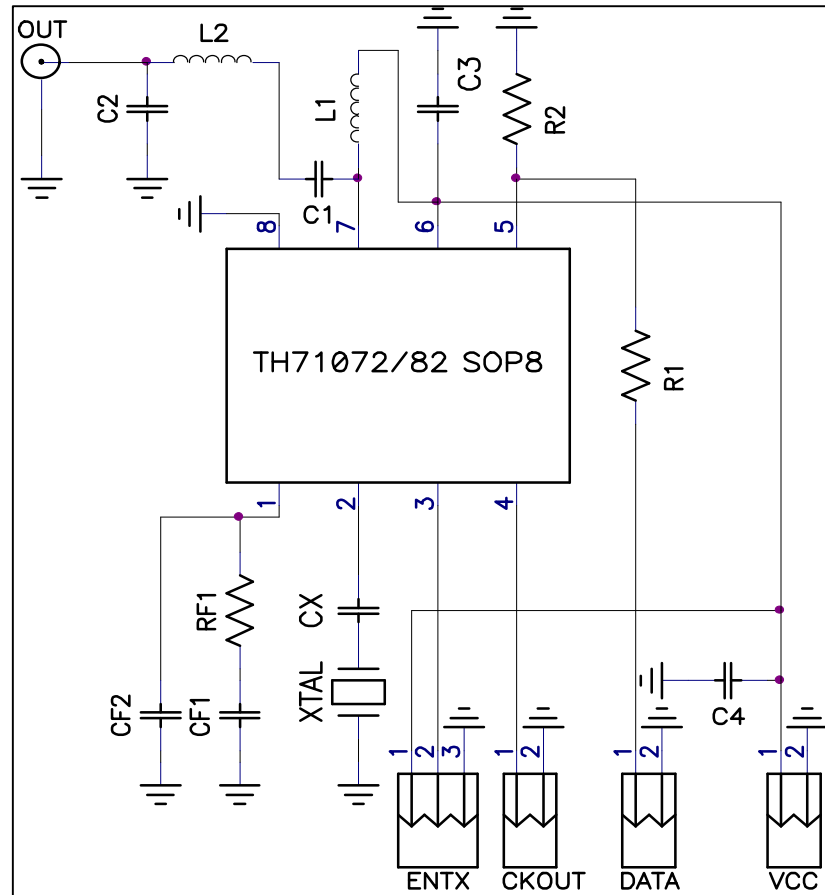 OUT
L2
C2
L1
C3
R2
C1
8
7
6
5
TH71072/82 SOP8
R1
1
2
3
4
RF1
CX
XTAL
CF2
CF1
C4
1
2
3
1
2
1
2
1
2
ENTX
CKOUT
DATA
VCC